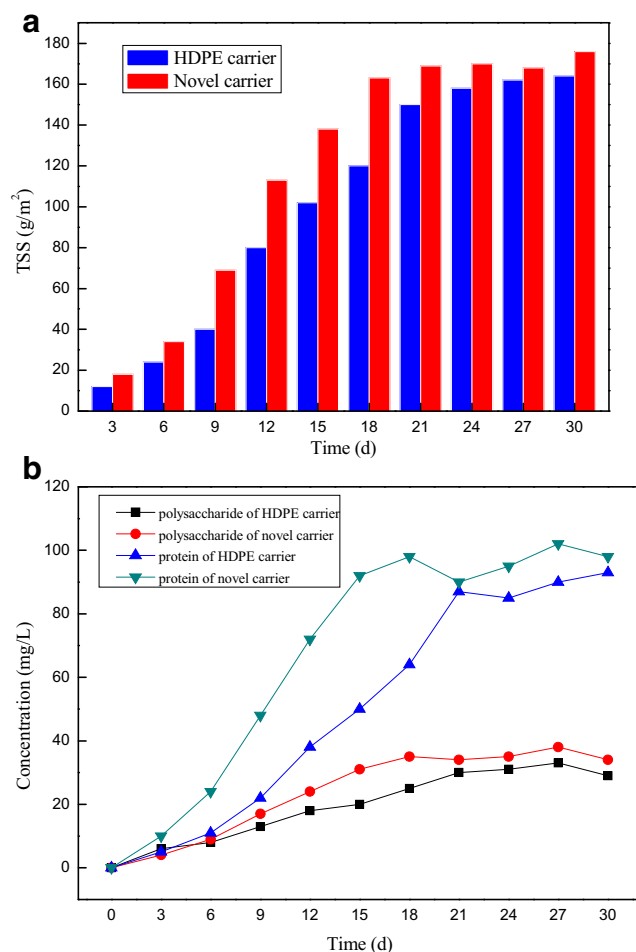 a
HDPE carrier
Novel carrier
TSS (g/m²)
180
160
140
120
100
80
60
40
20
0
3 6 9 12 15 18 21 24 27 30
Time (d)
b
polysaccharide of HDPE carrier
polysaccharide of novel carrier
protein of HDPE carrier
protein of novel carrier
Concentration (mg/L)
120
100
80
60
40
20
0
0 3 6 9 12 15 18 21 24 27 30
Time (d)